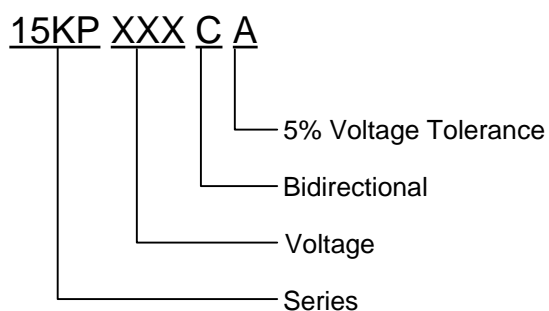 15KP XXX C A
5% Voltage Tolerance
Bidirectional
Voltage
Series